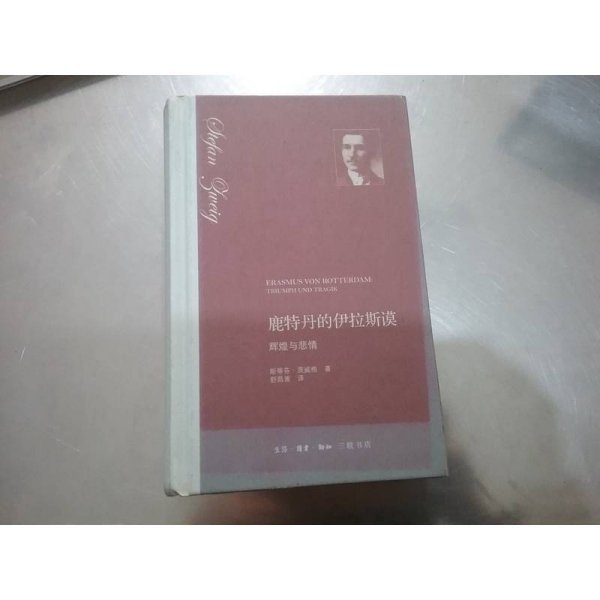 Stefan Zweig
ERASMUS VON ROTTERDAM:
TRIUMPH UND TRAGIK
鹿特丹的伊拉斯谟
辉煌与悲情
斯蒂芬·茨威格 著
舒昌善 译
生活·讀書·新知 三联书店